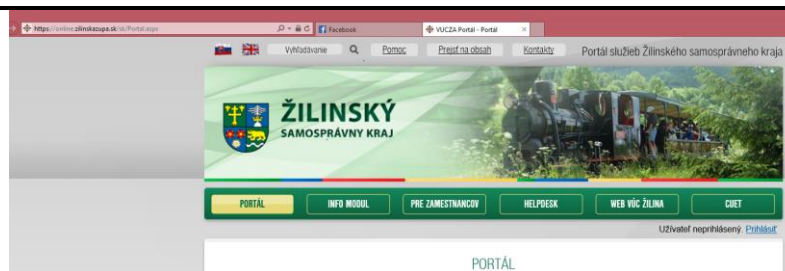 https://online.zilinskazupa.sk/sk/Portal.aspx
Facebook
VUCZA Portal - Portal
Vyhľadávanie Pomoc Prejsť na obsah Kontakty Portál služieb Žilinského samosprávneho kraja
ŽILINSKÝ
SAMOSPRÁVNY KRAJ
PORTÁL INFO MODUL PRE ZAMESTNANCOV HELPDESK WEB VÚC ŽILINA CUET
Užívateľ neprihlásený. Prihlásiť
PORTÁL